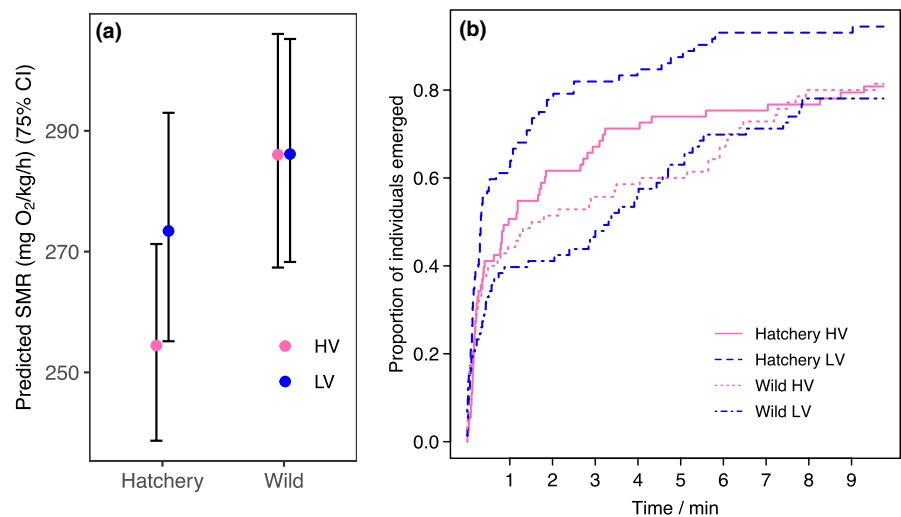 (a)
Predicted SMR (mg O₂/kg/h) (75% CI)
290
270
250
HV
LV
Hatchery
Wild
(b)
Proportion of individuals emerged
0.8
0.6
0.4
0.2
0.0
Hatchery HV
Hatchery LV
Wild HV
Wild LV
1 2 3 4 5 6 7 8 9
Time / min